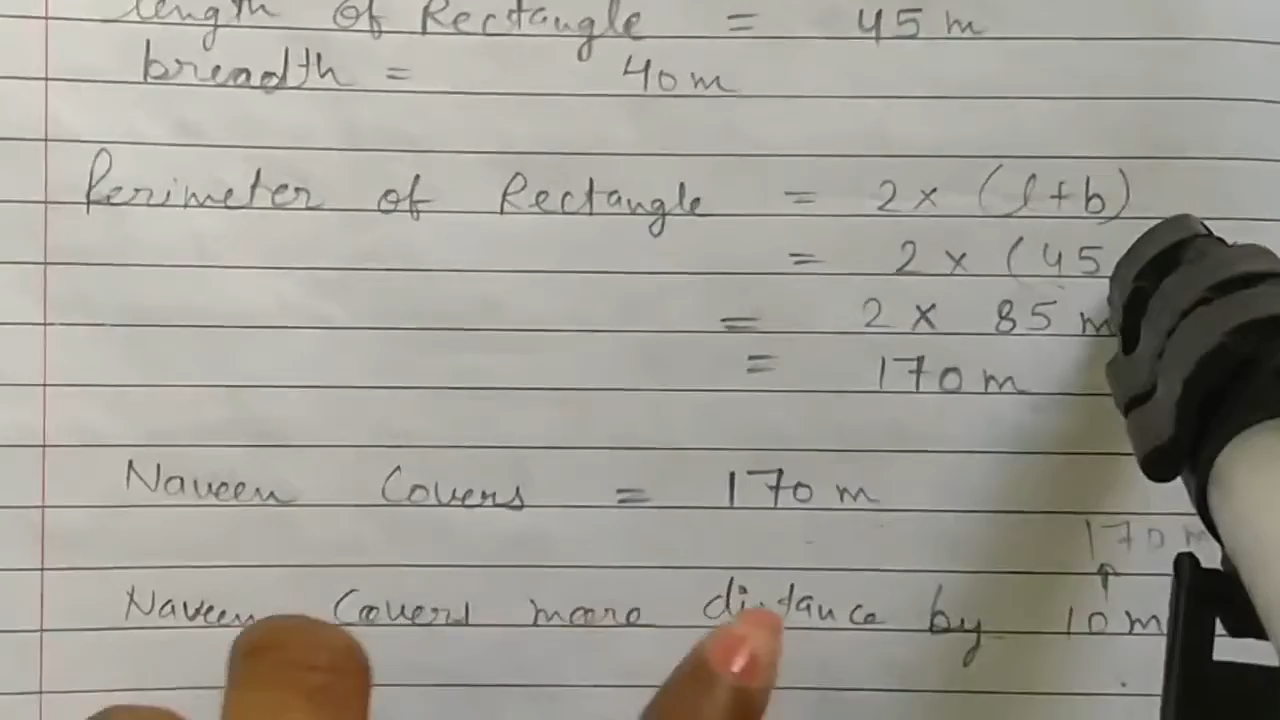 length of Rectangle = 45 m
breadth = 40 m
Perimeter of Rectangle = 2 × (l + b)
= 2 × (45
= 2 × 85 m
= 170 m
Naveen Covers = 170 m
170 m
Naveen Covers more distance by 10 m